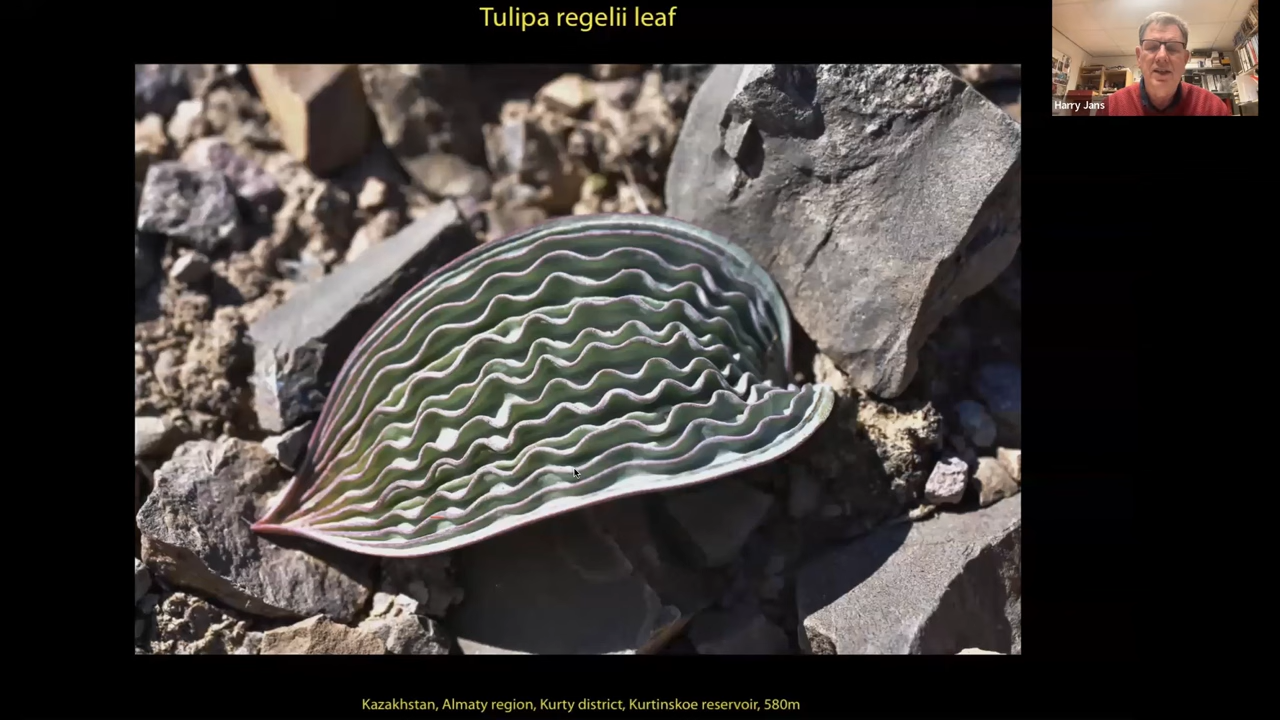 Tulipa regelii leaf
Harry Jans
Kazakhstan, Almaty region, Kurty district, Kurtinskoe reservoir, 580m